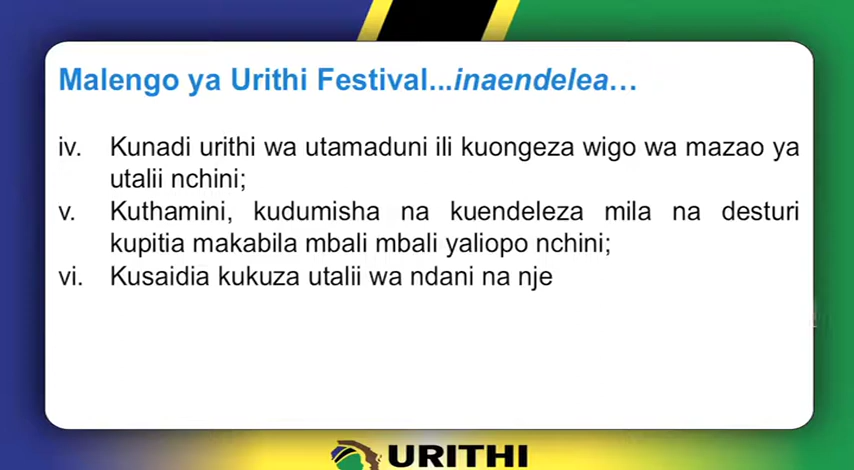 Malengo ya Urithi Festival...inaendelea...
iv. Kunadi urithi wa utamaduni ili kuongeza wigo wa mazao ya
utalii nchini;
v. Kuthamini, kudumisha na kuendeleza mila na desturi
kupitia makabila mbali mbali yaliopo nchini;
vi. Kusaidia kukuza utalii wa ndani na nje
URITHI